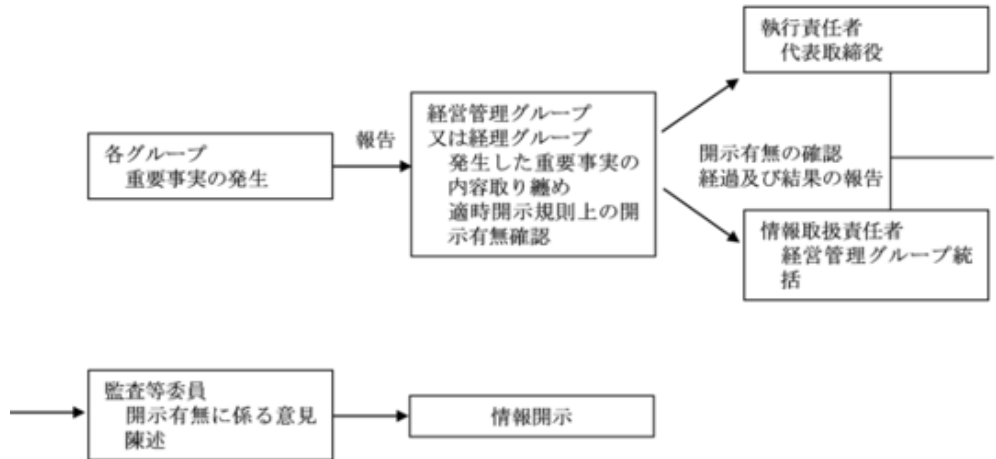 各グループ
重要事実の発生
報告
経営管理グループ
又は経理グループ
発生した重要事実の
内容取り纏め
適時開示規則上の開
示有無確認
執行責任者
代表取締役
開示有無の確認
経過及び結果の報告
情報取扱責任者
経営管理グループ統
括
監査等委員
開示有無に係る意見
陳述
情報開示